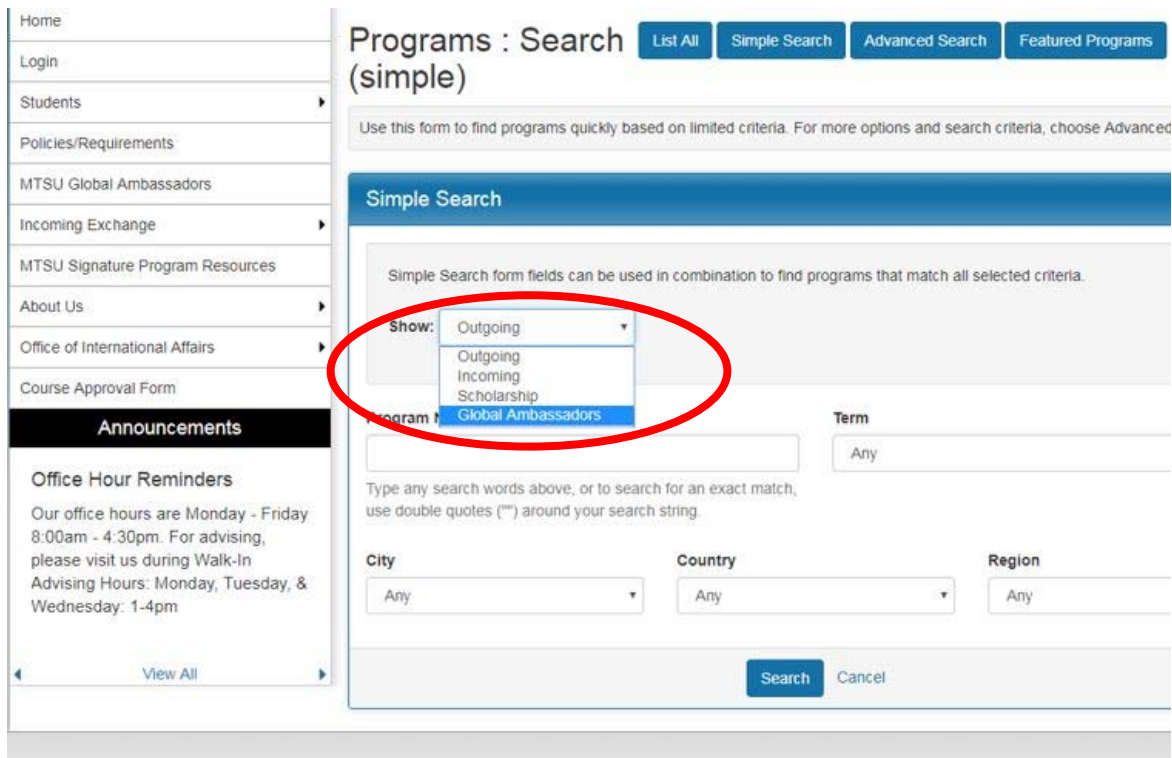 Home
Login
Students
Policies/Requirements
MTSU Global Ambassadors
Incoming Exchange
MTSU Signature Program Resources
About Us
Office of International Affairs
Course Approval Form
Announcements
Office Hour Reminders
Our office hours are Monday - Friday
8:00am - 4:30pm. For advising,
please visit us during Walk-In
Advising Hours: Monday, Tuesday, &
Wednesday: 1-4pm
View All
Programs : Search
(simple)
List All
Simple Search
Advanced Search
Featured Programs
Use this form to find programs quickly based on limited criteria. For more options and search criteria, choose Advanced
Simple Search
Simple Search form fields can be used in combination to find programs that match all selected criteria.
Show: Outgoing
Outgoing
Incoming
Scholarship
Global Ambassadors
Program
Term
Any
Type any search words above, or to search for an exact match,
use double quotes ("") around your search string.
City
Country
Region
Any
Any
Any
Search
Cancel